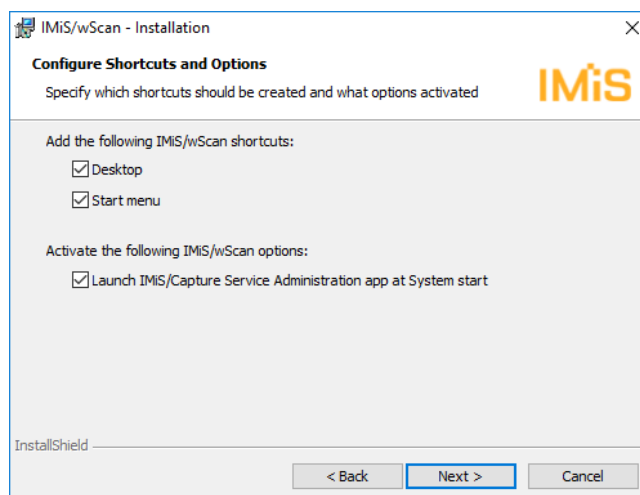 IMiS/wScan - Installation
Configure Shortcuts and Options
Specify which shortcuts should be created and what options activated
IMiS
Add the following IMiS/wScan shortcuts:
Desktop
Start menu
Activate the following IMiS/wScan options:
Launch IMiS/Capture Service Administration app at System start
InstallShield
< Back Next > Cancel